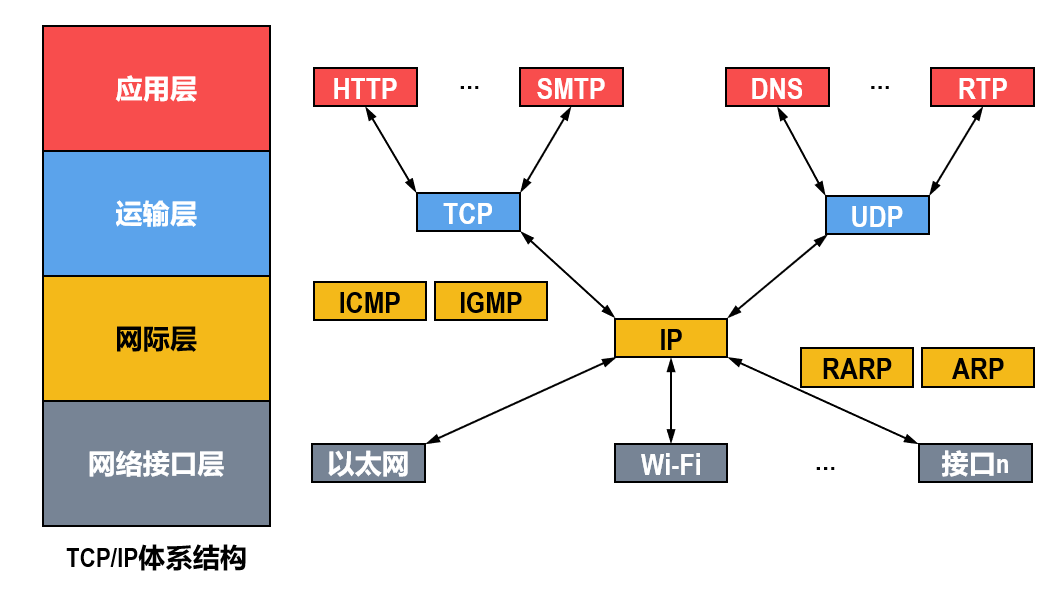 应用层
运输层
网际层
网络接口层
TCP/IP体系结构
HTTP … SMTP DNS … RTP
TCP UDP
ICMP IGMP
IP
RARP ARP
以太网 Wi-Fi … 接口n